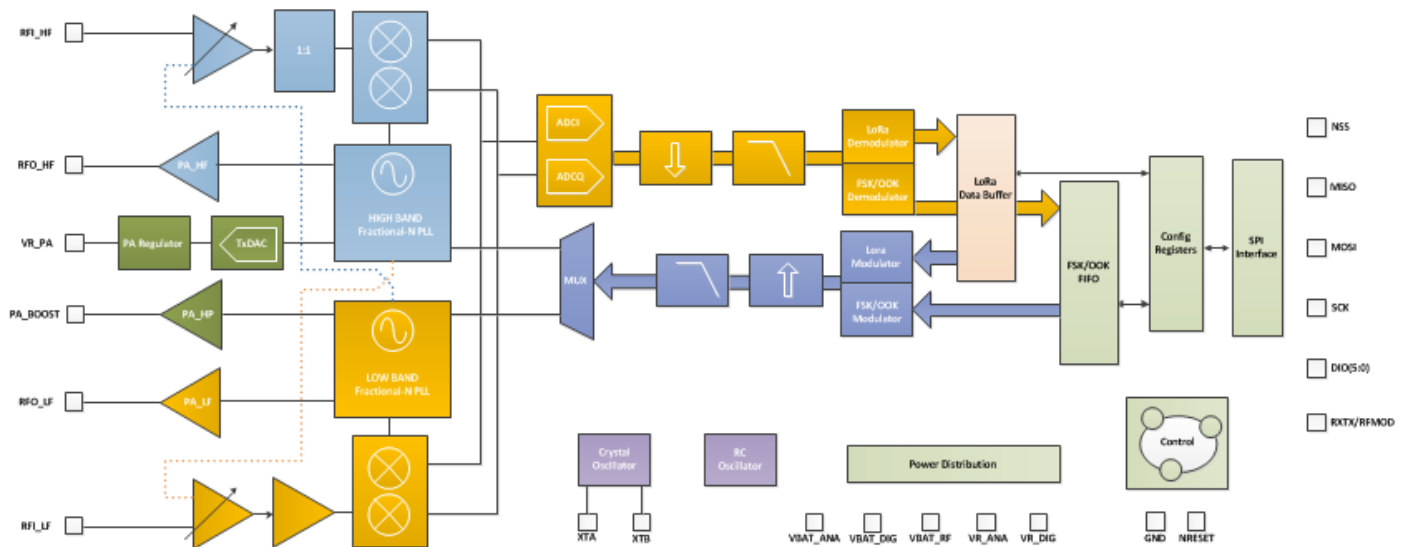 RFI_HF
1:1
RFO_HF
PA_HF
HIGH BAND
Fractional-N PLL
VR_PA
PA Regulator
TxDAC
PA_BOOST
PA_HP
LOW BAND
Fractional-N PLL
RFO_LF
PA_LF
RFI_LF
ADCI
ADCQ
MUX
LoRa
Demodulator
FSK/OOK
Demodulator
Lora
Modulator
FSK/OOK
Modulator
LoRa
Data Buffer
FSK/OOK
FIFO
Config
Registers
SPI
Interface
NSS
MISO
MOSI
SCK
DIO(5:0)
RXTX/RFMOD
Crystal
Oscillator
RC
Oscillator
Power Distribution
Control
XTA
XTB
VBAT_ANA
VBAT_DIG
VBAT_RF
VR_ANA
VR_DIG
GND
NRESET